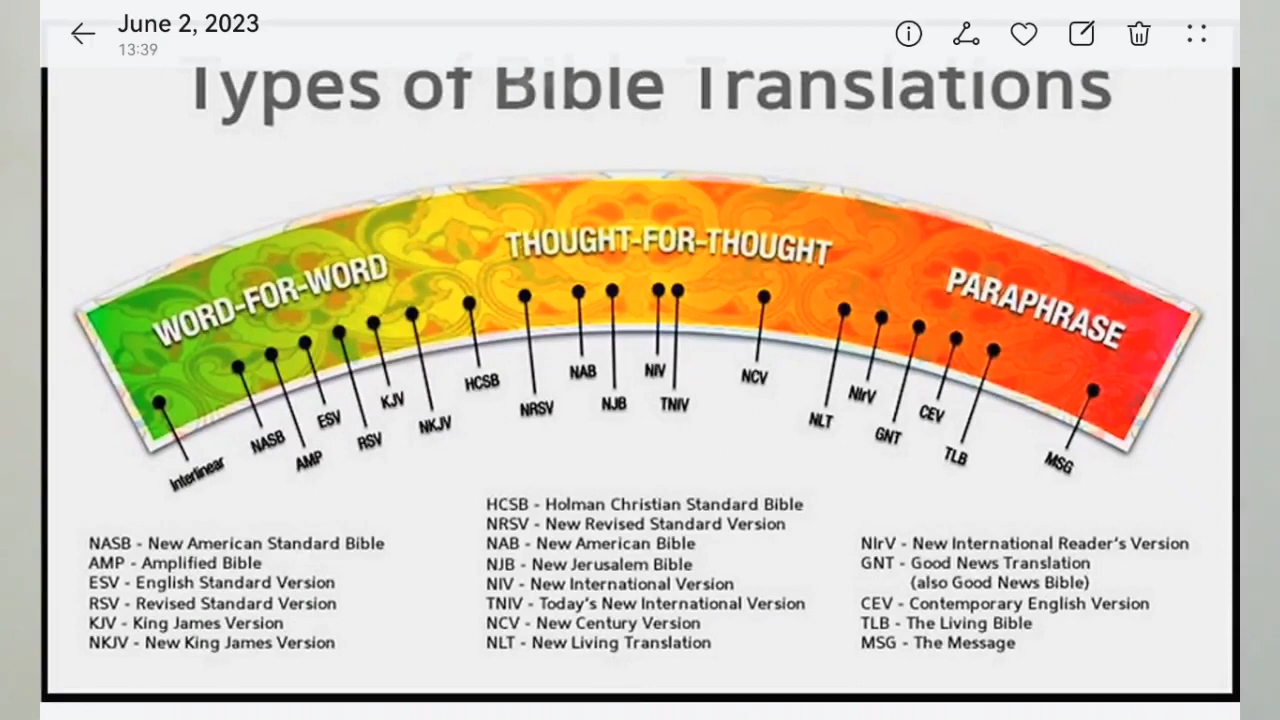 June 2, 2023
13:39
Types of Bible Translations
WORD-FOR-WORD
THOUGHT-FOR-THOUGHT
PARAPHRASE
Interlinear
NASB
AMP
ESV
RSV
KJV
NKJV
HCSB
NRSV
NAB
NJB
NIV
TNIV
NCV
NLT
NIrV
GNT
CEV
TLB
MSG
NASB - New American Standard Bible
AMP - Amplified Bible
ESV - English Standard Version
RSV - Revised Standard Version
KJV - King James Version
NKJV - New King James Version
HCSB - Holman Christian Standard Bible
NRSV - New Revised Standard Version
NAB - New American Bible
NJB - New Jerusalem Bible
NIV - New International Version
TNIV - Today's New International Version
NCV - New Century Version
NLT - New Living Translation
NIrV - New International Reader's Version
GNT - Good News Translation
(also Good News Bible)
CEV - Contemporary English Version
TLB - The Living Bible
MSG - The Message